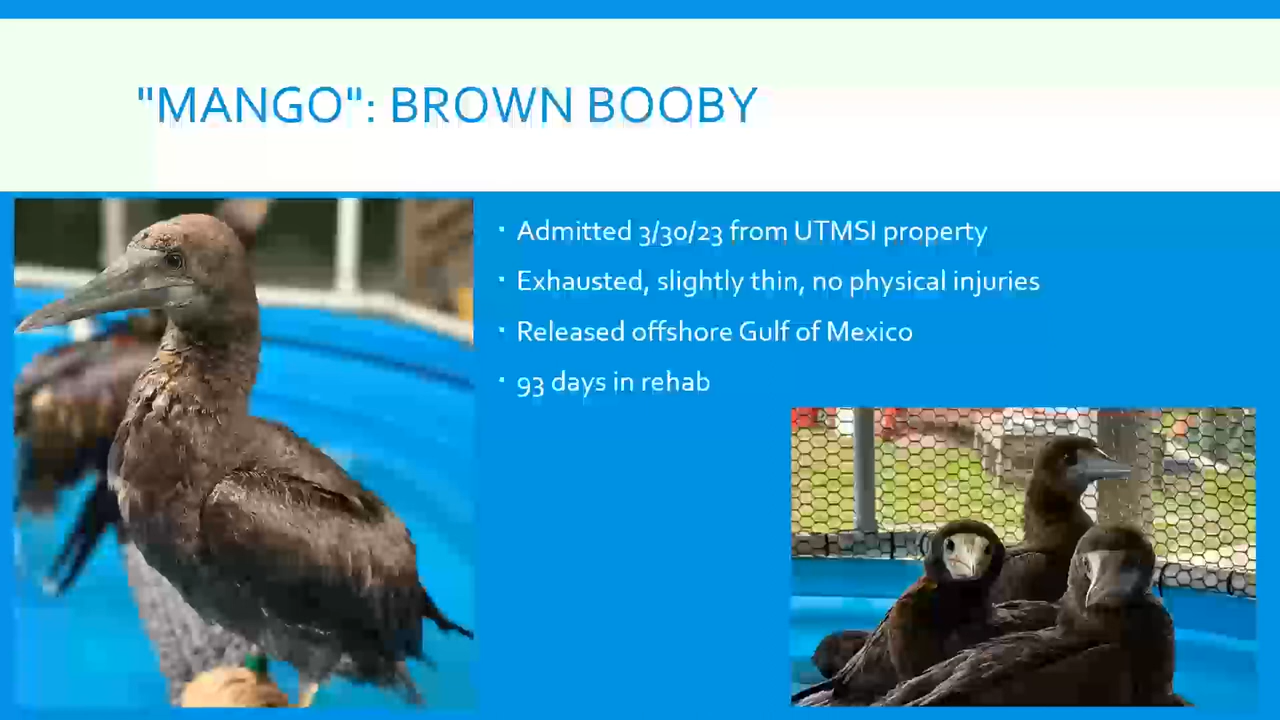 "MANGO": BROWN BOOBY
· Admitted 3/30/23 from UTMSI property
· Exhausted, slightly thin, no physical injuries
· Released offshore Gulf of Mexico
· 93 days in rehab